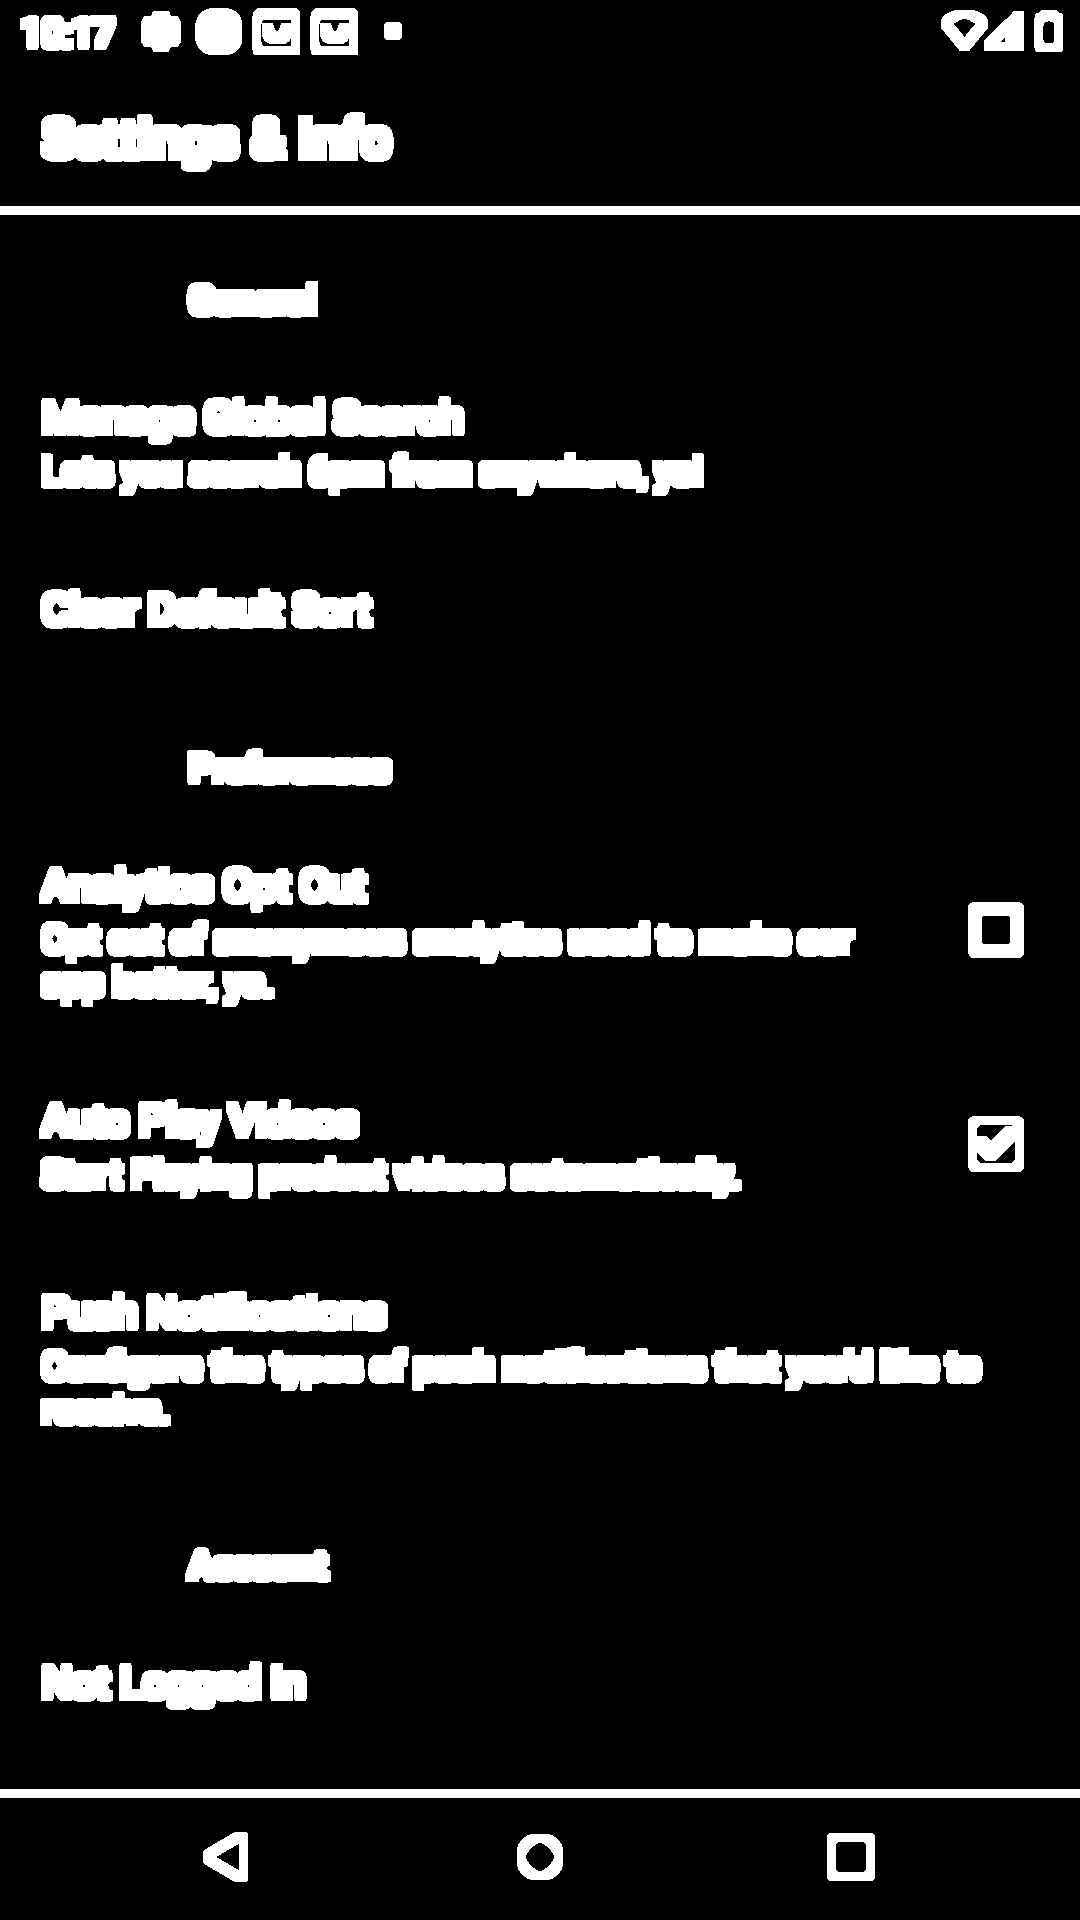 10:17
Settings & Info
General
Manage Global Search
Lets you search 6pm from anywhere, yo!
Clear Default Sort
Preferences
Analytics Opt Out
Opt out of anonymous analytics used to make our
app better, yo.
Auto Play Videos
Start Playing product videos automatically.
Push Notifications
Configure the types of push notifications that you'd like to
receive.
Account
Not Logged In